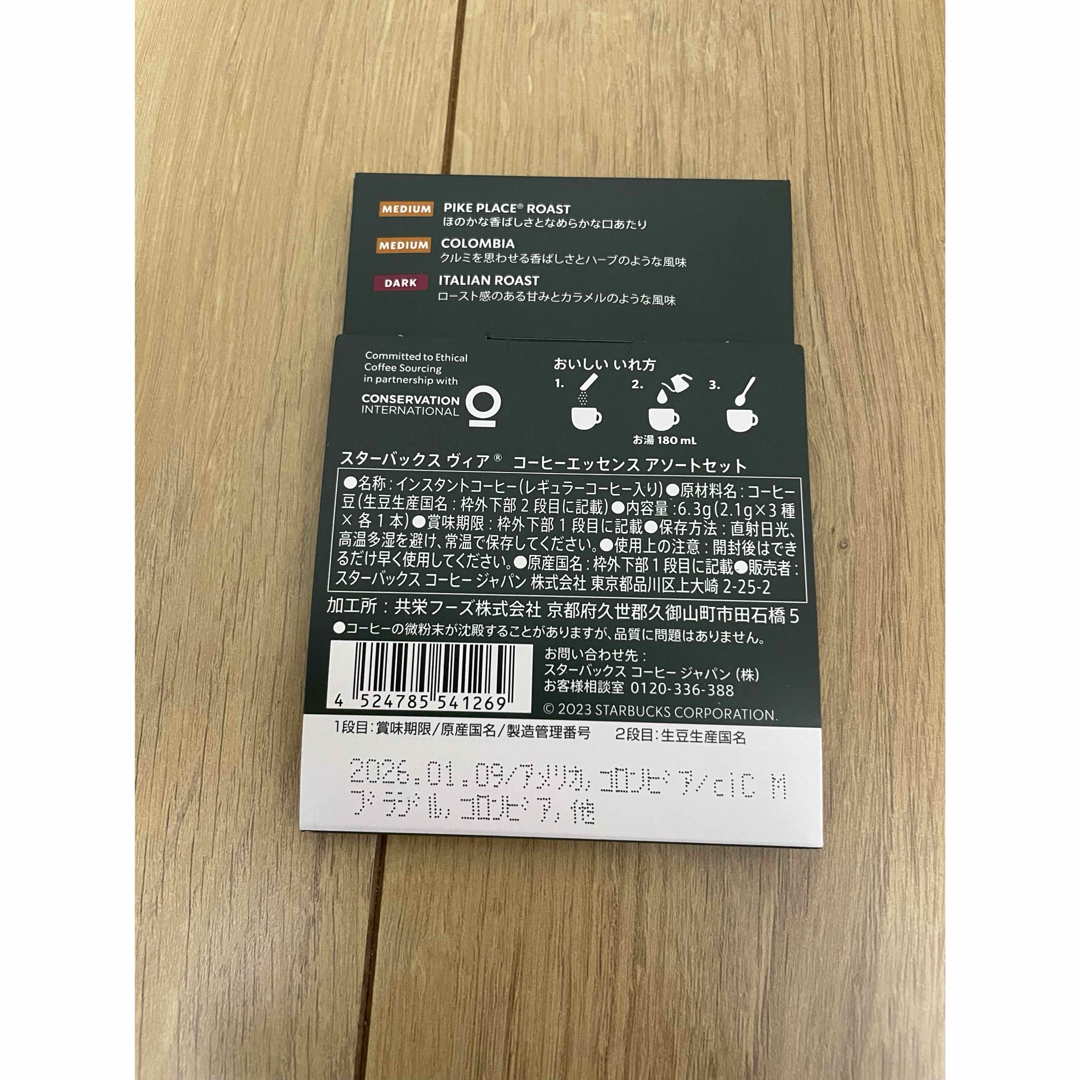 MEDIUM PIKE PLACE® ROAST
ほのかな香ばしさとなめらかな口あたり
MEDIUM COLOMBIA
クルミを思わせる香ばしさとハーブのような風味
DARK ITALIAN ROAST
ロースト感のある甘みとカラメルのような風味
Committed to Ethical
Coffee Sourcing
in partnership with
CONSERVATION
INTERNATIONAL
おいしい いれ方
1. 2. 3.
お湯 180 mL
スターバックス ヴィア® コーヒーエッセンス アソートセット
●名称:インスタントコーヒー(レギュラーコーヒー入り)●原材料名:コーヒー
豆(生豆生産国名:枠外下部2段目に記載)●内容量:6.3g(2.1g×3種
×各1本)●賞味期限:枠外下部1段目に記載●保存方法:直射日光、
高温多湿を避け、常温で保存してください。●使用上の注意:開封後はでき
るだけ早く使用してください。●原産国名:枠外下部1段目に記載●販売者:
スターバックス コーヒー ジャパン 株式会社 東京都品川区上大崎 2-25-2
加工所:共栄フーズ株式会社 京都府久世郡久御山町市田石橋 5
●コーヒーの微粉末が沈殿することがありますが、品質に問題はありません。
お問い合わせ先:
スターバックス コーヒー ジャパン (株)
お客様相談室 0120-336-388
© 2023 STARBUCKS CORPORATION.
4 524785 541269
1段目:賞味期限/原産国名/製造管理番号 2段目:生豆生産国名
2026.01.09/アメリカ,コロンビア/cIC M
ブラジル,コロンビア,他